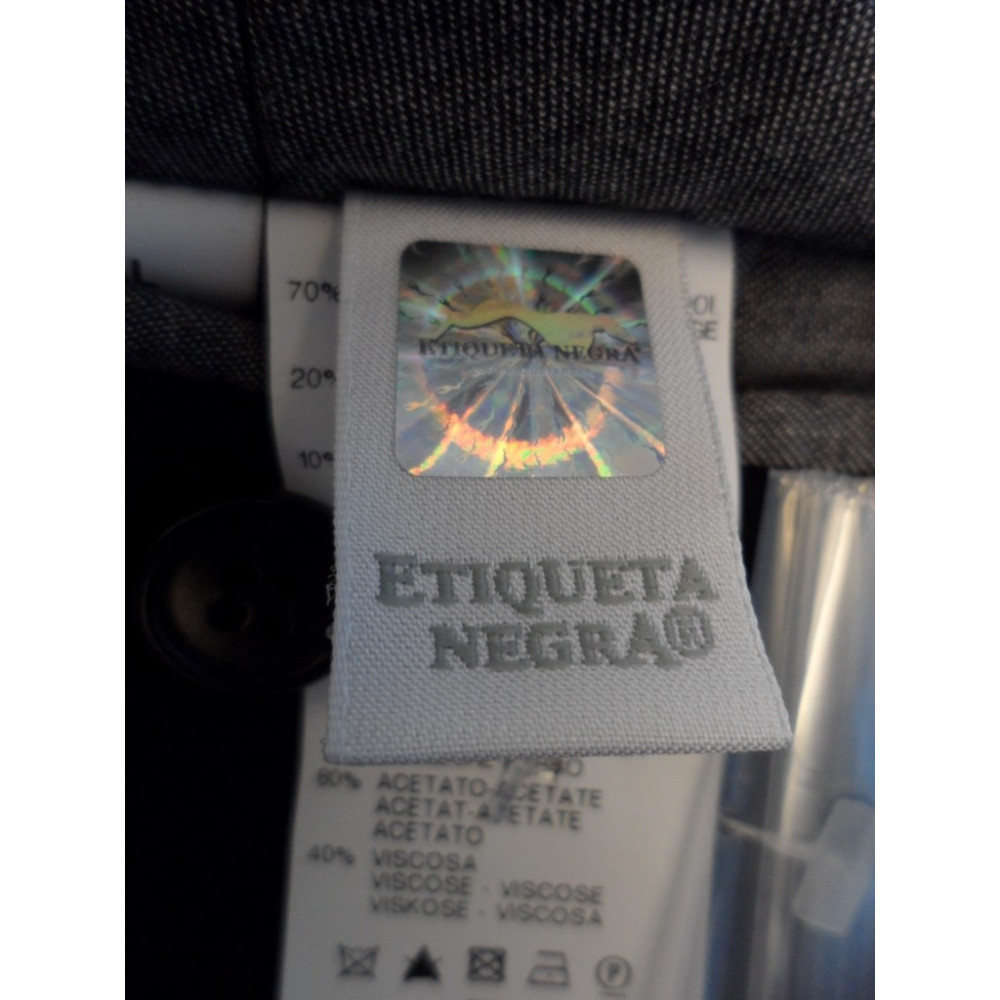 70%
20%
10%
ETIQUETA NEGRA
ETIQUETA
NEGRA®
60% ACETATO-ACETATE
ACETAT-ACETATE
ACETATO
40% VISCOSA
VISCOSE - VISCOSE
VISKOSE - VISCOSA
P